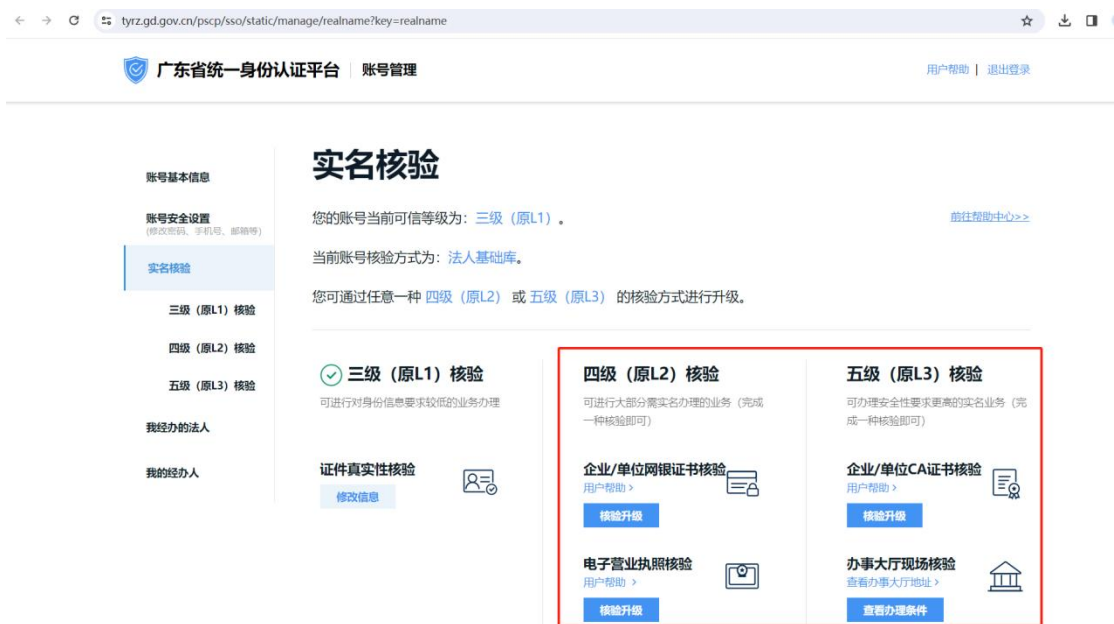 tyrz.gd.gov.cn/pscp/sso/static/manage/realname?key=realname
广东省统一身份认证平台 | 账号管理
用户帮助 | 退出登录
账号基本信息
账号安全设置
(修改密码、手机号、邮箱等)
实名核验
三级（原L1）核验
四级（原L2）核验
五级（原L3）核验
我经办的法人
我的经办人
实名核验
您的账号当前可信等级为：三级（原L1）。
前往帮助中心>>
当前账号核验方式为：法人基础库。
您可通过任意一种 四级（原L2） 或 五级（原L3） 的核验方式进行升级。
三级（原L1）核验
可进行对身份信息要求较低的业务办理
证件真实性核验
修改信息
四级（原L2）核验
可进行大部分需实名办理的业务（完成
一种核验即可）
企业/单位网银证书核验
用户帮助 >
核验升级
电子营业执照核验
用户帮助 >
核验升级
五级（原L3）核验
可办理安全性要求更高的实名业务（完
成一种核验即可）
企业/单位CA证书核验
用户帮助 >
核验升级
办事大厅现场核验
查看办事大厅地址 >
查看办理条件